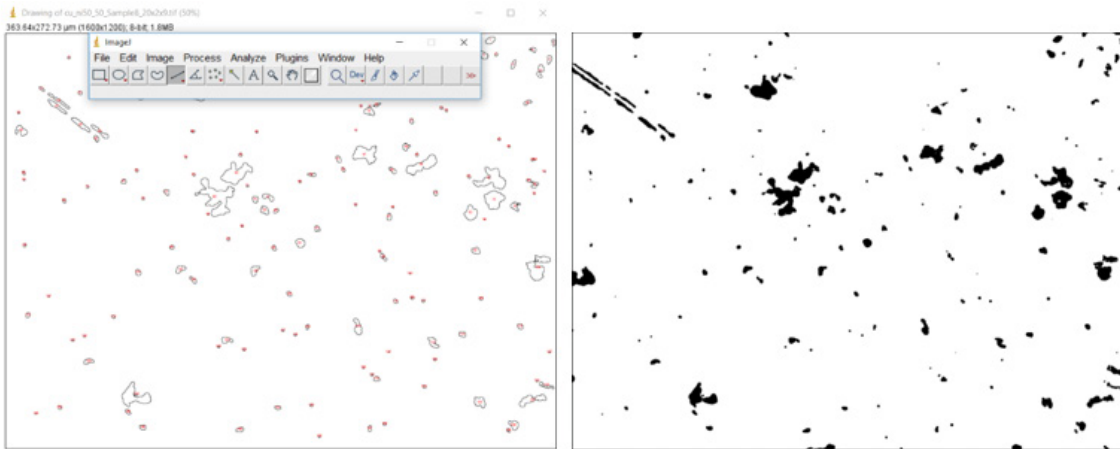 Drawing of cu_ni50_50_Sample8_20x2x9.tif (50%)
363.64x272.73 µm (1600x1200); 8-bit; 1.8MB
ImageJ
File Edit Image Process Analyze Plugins Window Help
A Dev